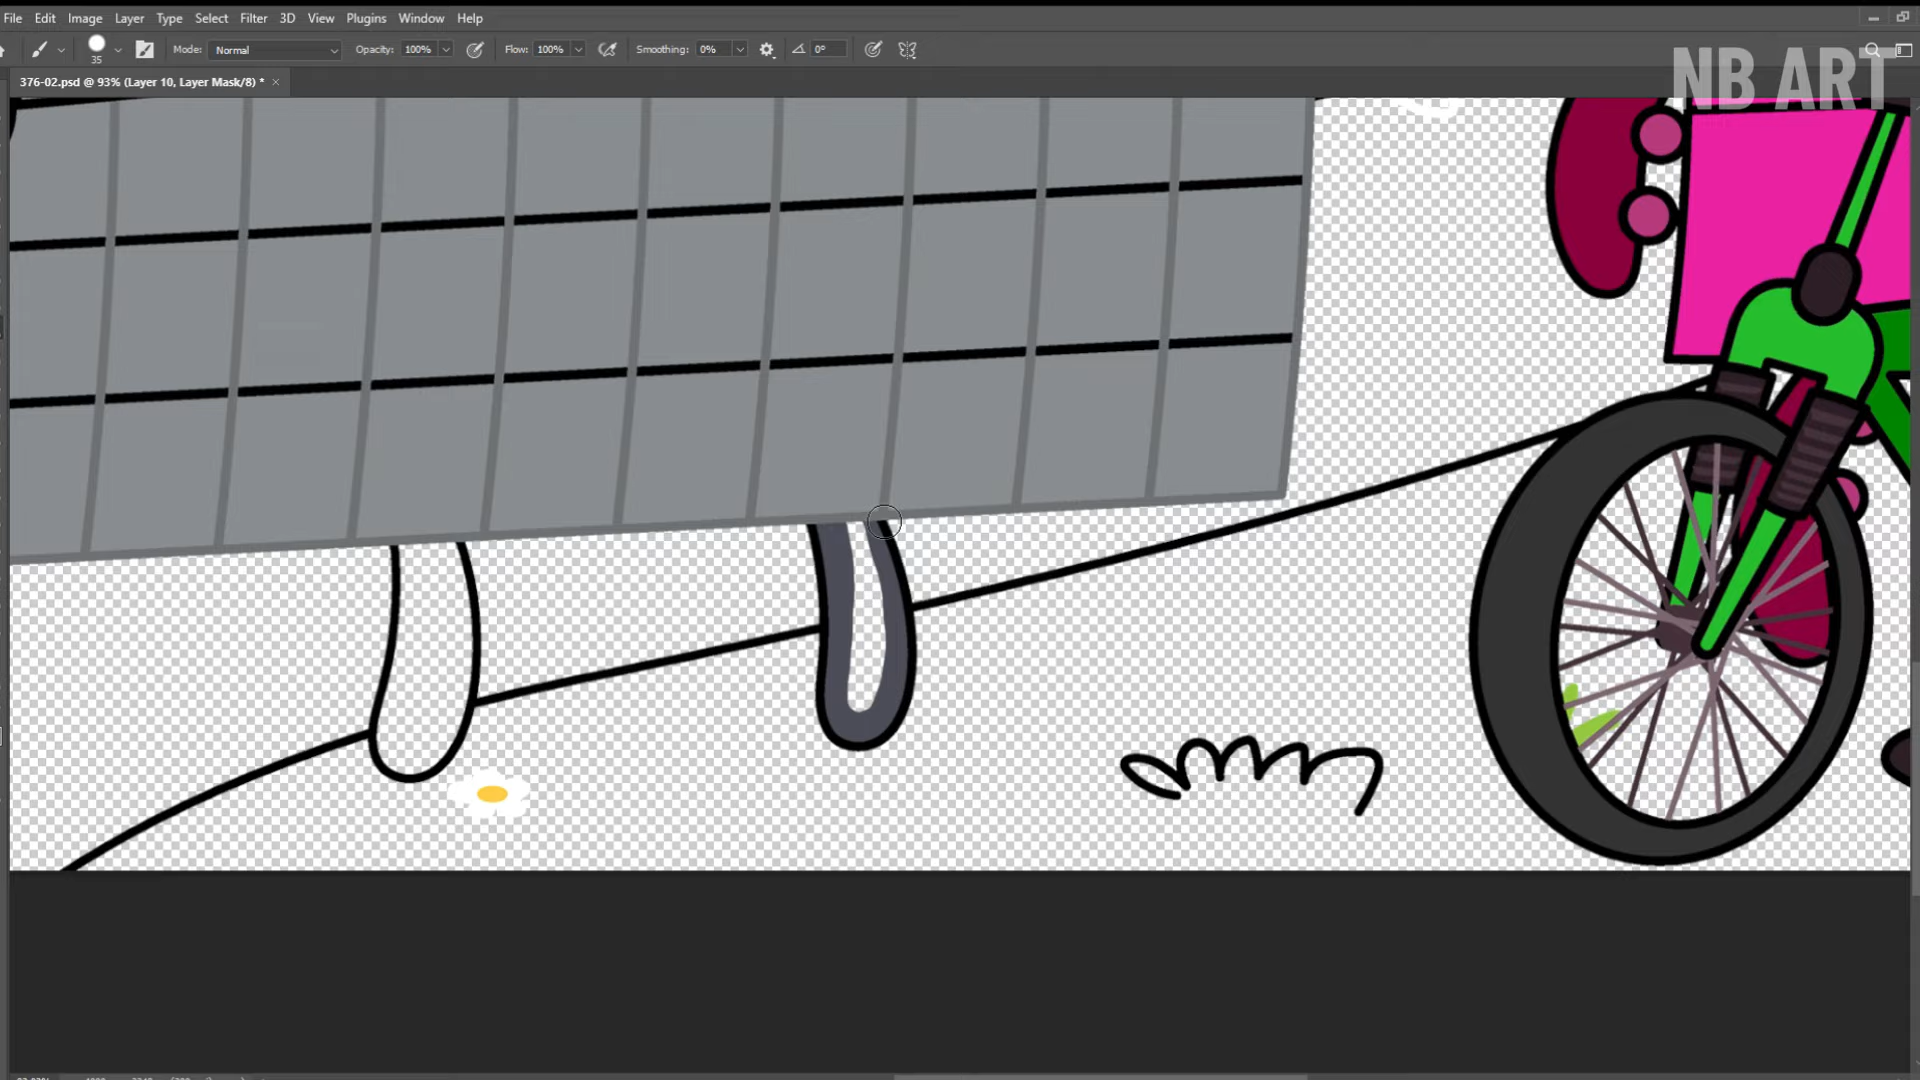 File Edit Image Layer Type Select Filter 3D View Plugins Window Help
35 Mode: Normal Opacity: 100% Flow: 100% Smoothing: 0% 0°
376-02.psd @ 93% (Layer 10, Layer Mask/8) *
NB ART